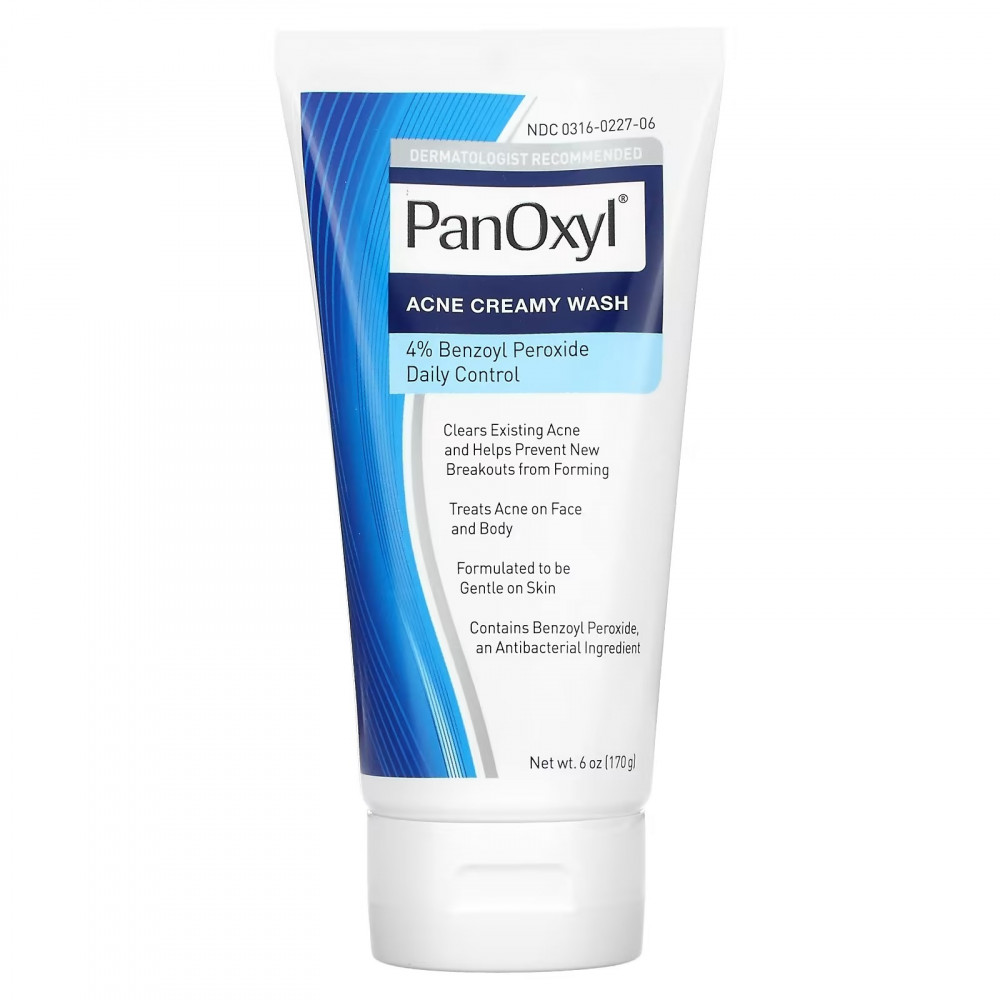 NDC 0316-0227-06
DERMATOLOGIST RECOMMENDED
PanOxyl®
ACNE CREAMY WASH
4% Benzoyl Peroxide
Daily Control
Clears Existing Acne
and Helps Prevent New
Breakouts from Forming
Treats Acne on Face
and Body
Formulated to be
Gentle on Skin
Contains Benzoyl Peroxide,
an Antibacterial Ingredient
Net wt. 6 oz (170g)